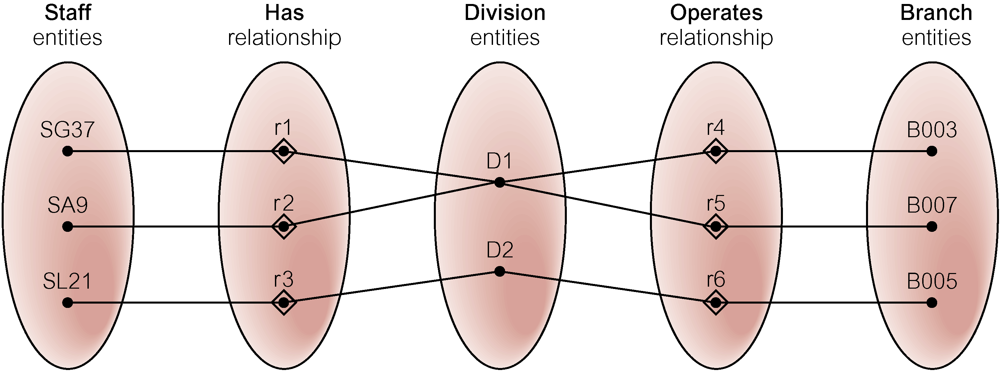 Staff
entities
Has
relationship
Division
entities
Operates
relationship
Branch
entities
SG37
r1
D1
r4
B003
SA9
r2
r5
B007
D2
SL21
r3
r6
B005